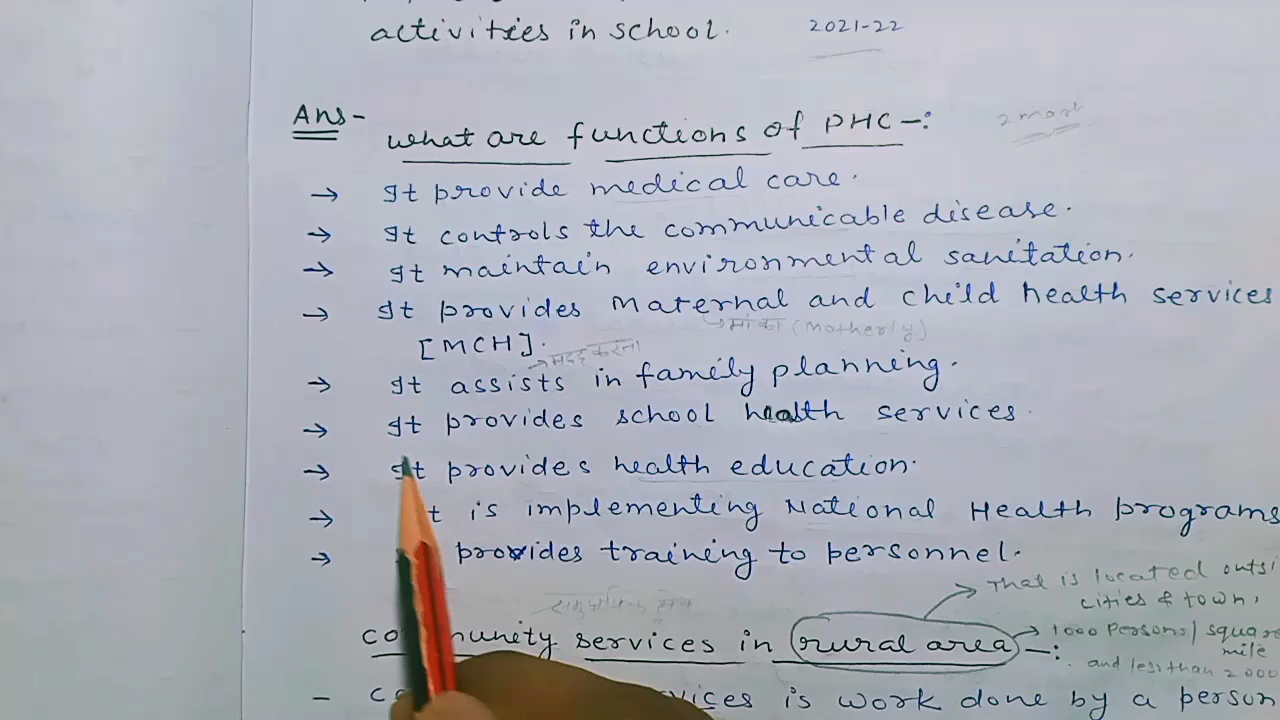 activities in school. 2021-22
Ans-
what are functions of PHC-:
→ It provide medical care.
→ It controls the communicable disease.
→ It maintain environmental sanitation.
→ It provides Maternal and child health services
→ मां का (motherly)
[MCH].
→ मदद करना
→ It assists in family planning.
→ It provides school health services.
→ It provides health education.
→ is implementing National Health programs
→ provides training to personnel.
→ That is located
cities & town,
services in rural area -:
→ 1000 Persons/square
mile
and less than 2000
- is work done by a person